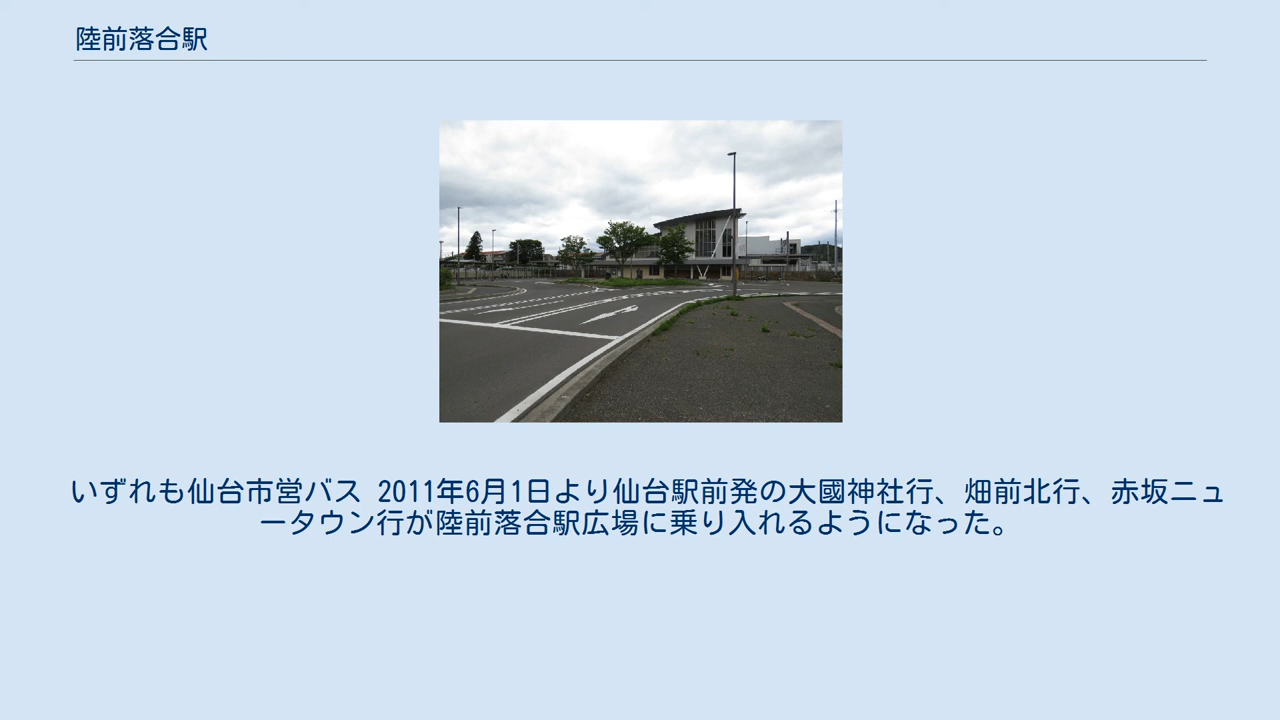 陸前落合駅
いずれも仙台市営バス 2011年6月1日より仙台駅前発の大國神社行、畑前北行、赤坂ニュ
ータウン行が陸前落合駅広場に乗り入れるようになった。